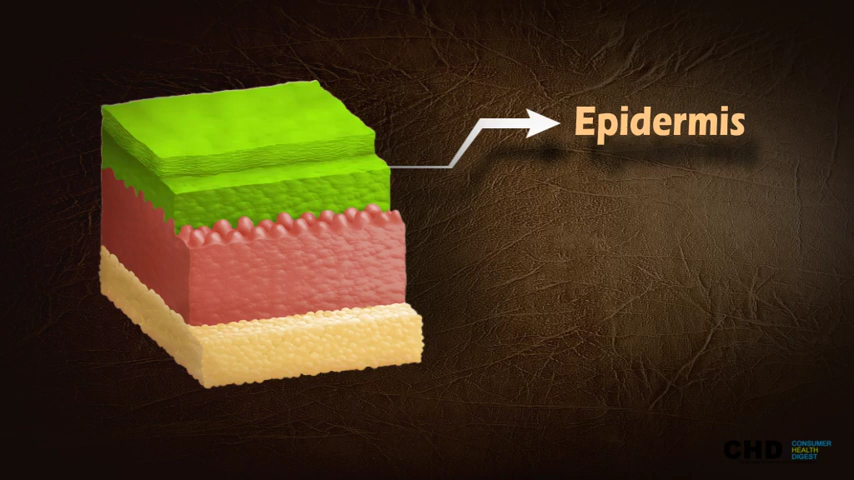 Epidermis
CHD
CONSUMER
HEALTH
DIGEST